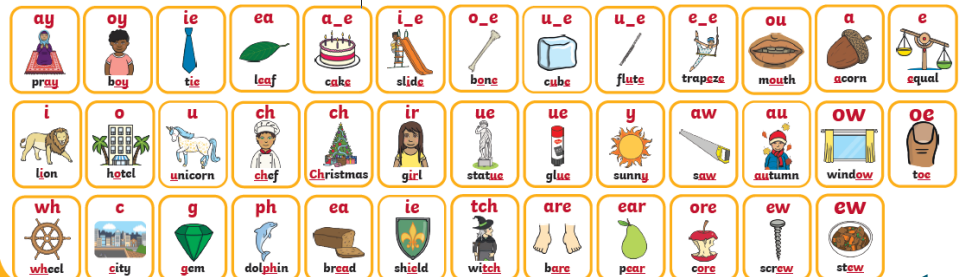 ay oy ie ea a_e i_e o_e u_e u_e e_e ou a e
pray boy tie leaf cake slide bone cube flute trapeze mouth acorn equal
i o u ch ch ir ue ue y aw au ow oe
lion hotel unicorn chef Christmas girl statue glue sunny saw autumn window toe
wh c g ph ea ie tch are ear ore ew ew
wheel city gem dolphin bread shield witch bare pear core screw stew